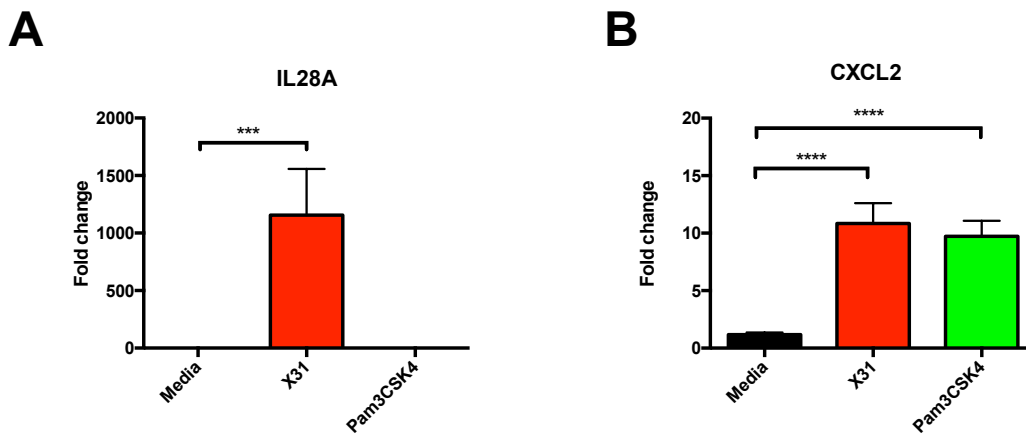 A
IL28A
2000
1500
1000
500
0
Fold change
***
Media
X31
Pam3CSK4
B
CXCL2
20
15
10
5
0
Fold change
****
****
Media
X31
Pam3CSK4